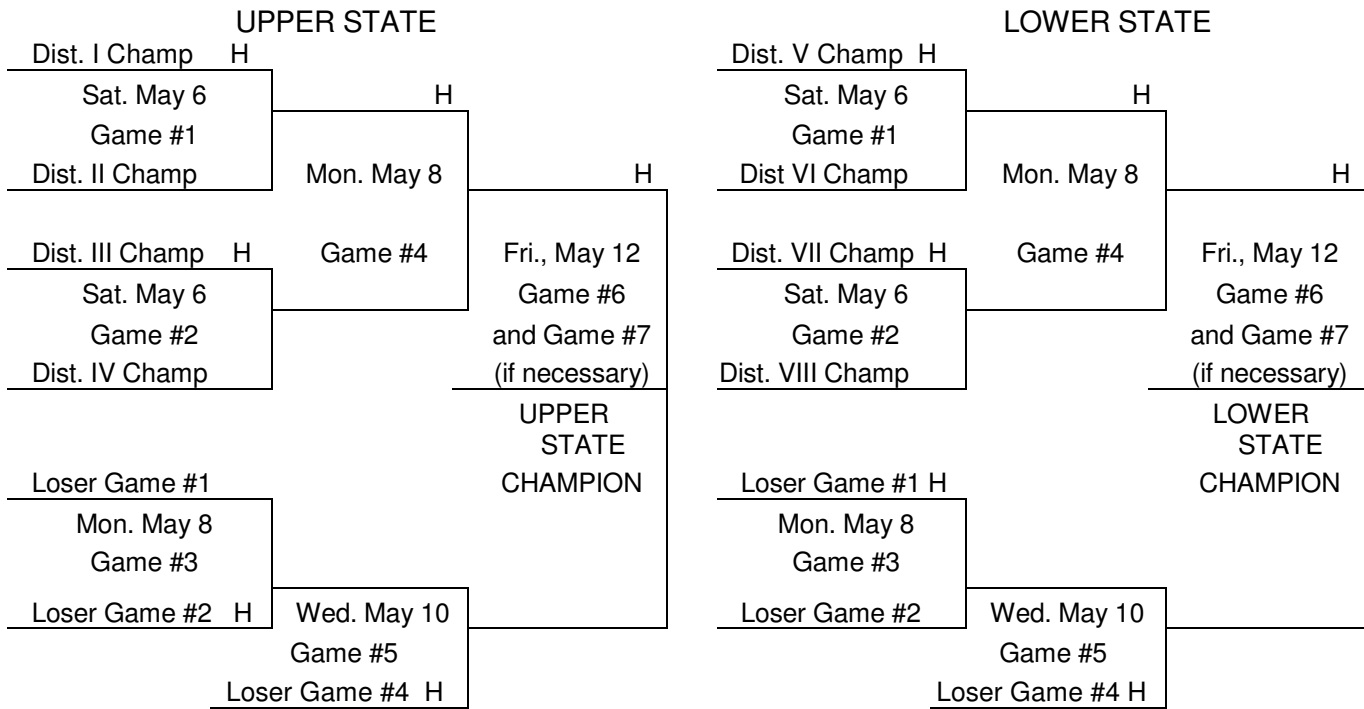 UPPER STATE
Dist. I Champ H
Sat. May 6
H
Game #1
Dist. II Champ
Mon. May 8
H
Dist. III Champ H
Game #4
Fri., May 12
Sat. May 6
Game #6
Game #2
and Game #7
Dist. IV Champ
(if necessary)
UPPER
STATE
Loser Game #1
CHAMPION
Mon. May 8
Game #3
Loser Game #2 H
Wed. May 10
Game #5
Loser Game #4 H
LOWER STATE
Dist. V Champ H
Sat. May 6
H
Game #1
Dist VI Champ
Mon. May 8
H
Dist. VII Champ H
Game #4
Fri., May 12
Sat. May 6
Game #6
Game #2
and Game #7
Dist. VIII Champ
(if necessary)
LOWER
STATE
Loser Game #1 H
CHAMPION
Mon. May 8
Game #3
Loser Game #2
Wed. May 10
Game #5
Loser Game #4 H